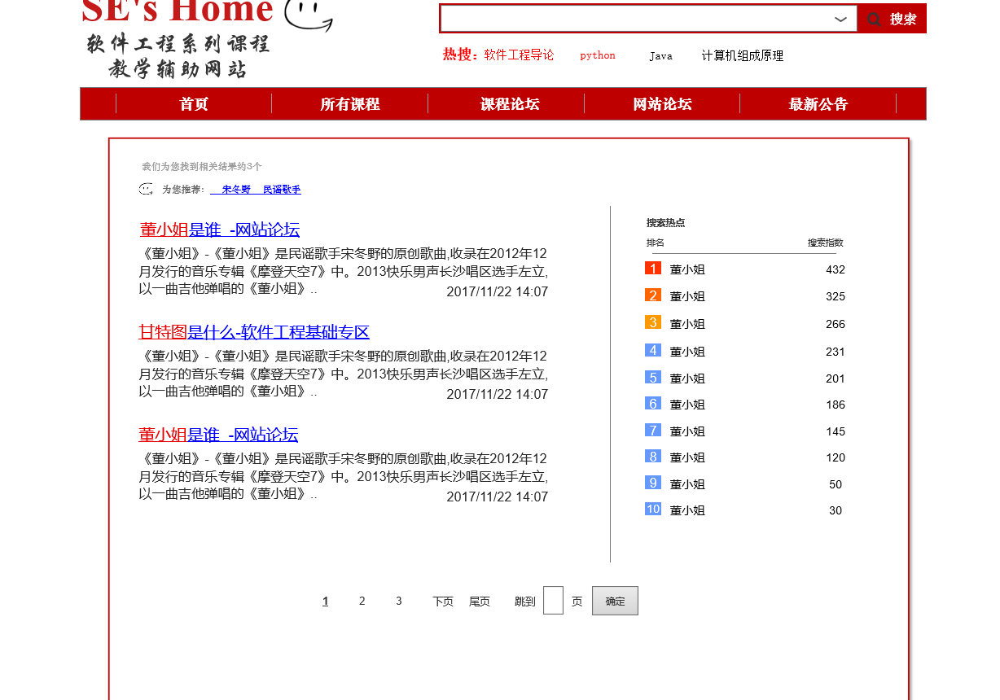 SE's Home
软件工程系列课程
教学辅助网站
搜索
热搜：软件工程导论 python Java 计算机组成原理
首页 所有课程 课程论坛 网站论坛 最新公告
我们为您找到相关结果约3个
为您推荐： 宋冬野 民谣歌手
董小姐是谁 -网站论坛
《董小姐》-《董小姐》是民谣歌手宋冬野的原创歌曲,收录在2012年12
月发行的音乐专辑《摩登天空7》中。2013快乐男声长沙唱区选手左立,
以一曲吉他弹唱的《董小姐》..
2017/11/22 14:07
甘特图是什么-软件工程基础专区
《董小姐》-《董小姐》是民谣歌手宋冬野的原创歌曲,收录在2012年12
月发行的音乐专辑《摩登天空7》中。2013快乐男声长沙唱区选手左立,
以一曲吉他弹唱的《董小姐》..
2017/11/22 14:07
董小姐是谁 -网站论坛
《董小姐》-《董小姐》是民谣歌手宋冬野的原创歌曲,收录在2012年12
月发行的音乐专辑《摩登天空7》中。2013快乐男声长沙唱区选手左立,
以一曲吉他弹唱的《董小姐》..
2017/11/22 14:07
搜索热点
排名 搜索指数
1 董小姐 432
2 董小姐 325
3 董小姐 266
4 董小姐 231
5 董小姐 201
6 董小姐 186
7 董小姐 145
8 董小姐 120
9 董小姐 50
10 董小姐 30
1 2 3 下页 尾页 跳到 页 确定